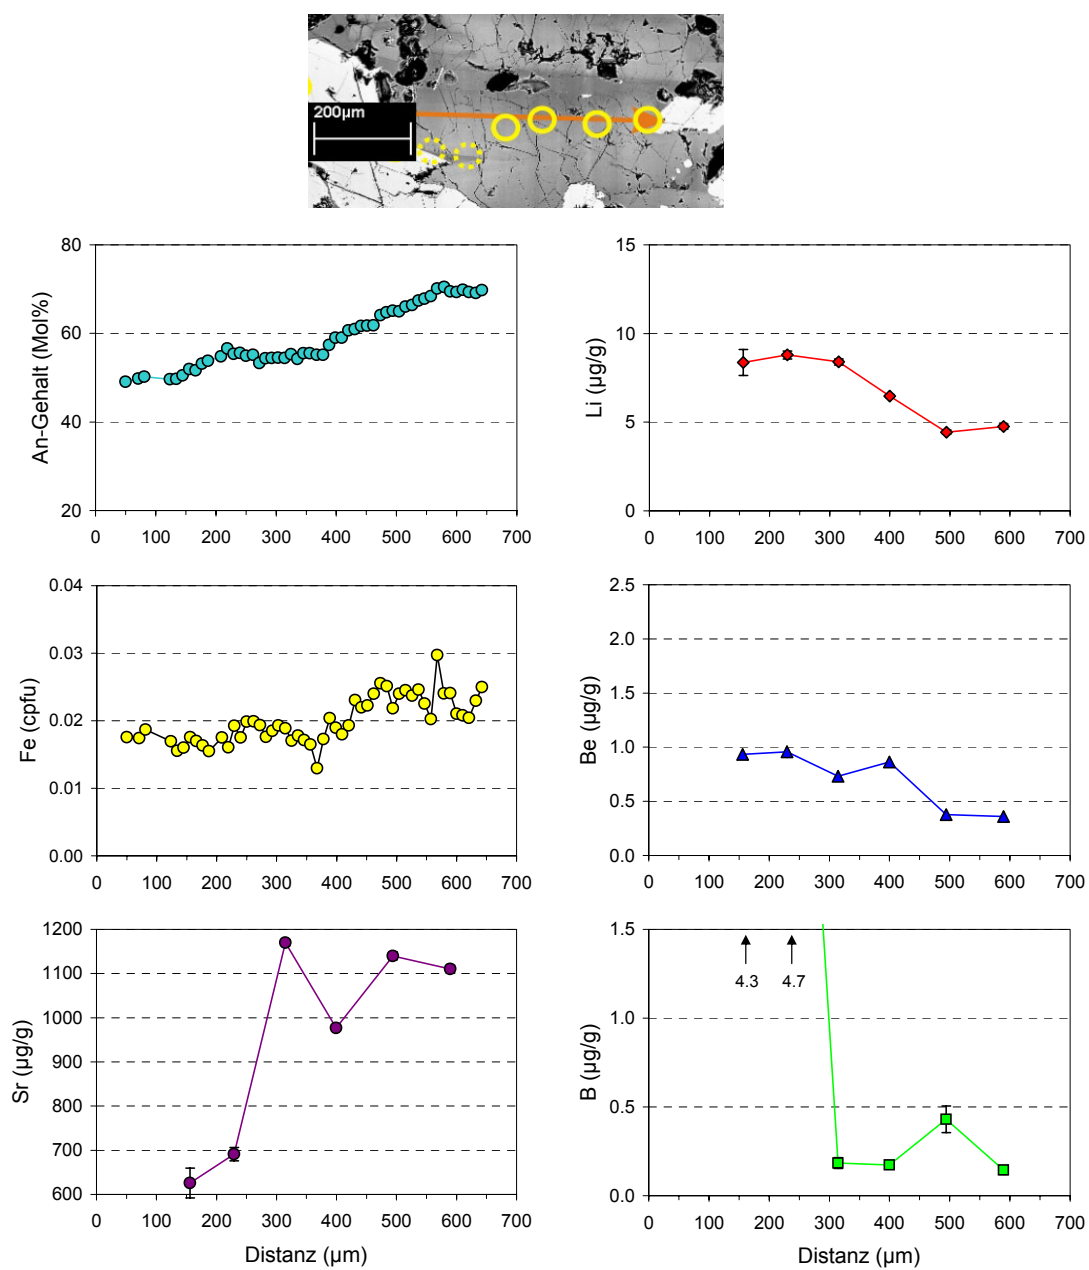 200µm
80
60
40
20
An-Gehalt (Mol%)
0 100 200 300 400 500 600 700
15
10
5
0
Li (µg/g)
0 100 200 300 400 500 600 700
0.04
0.03
0.02
0.01
0.00
Fe (cpfu)
0 100 200 300 400 500 600 700
2.5
2.0
1.5
1.0
0.5
0.0
Be (µg/g)
0 100 200 300 400 500 600 700
1200
1100
1000
900
800
700
600
Sr (µg/g)
0 100 200 300 400 500 600 700
Distanz (µm)
1.5
1.0
0.5
0.0
B (µg/g)
4.3 4.7
0 100 200 300 400 500 600 700
Distanz (µm)